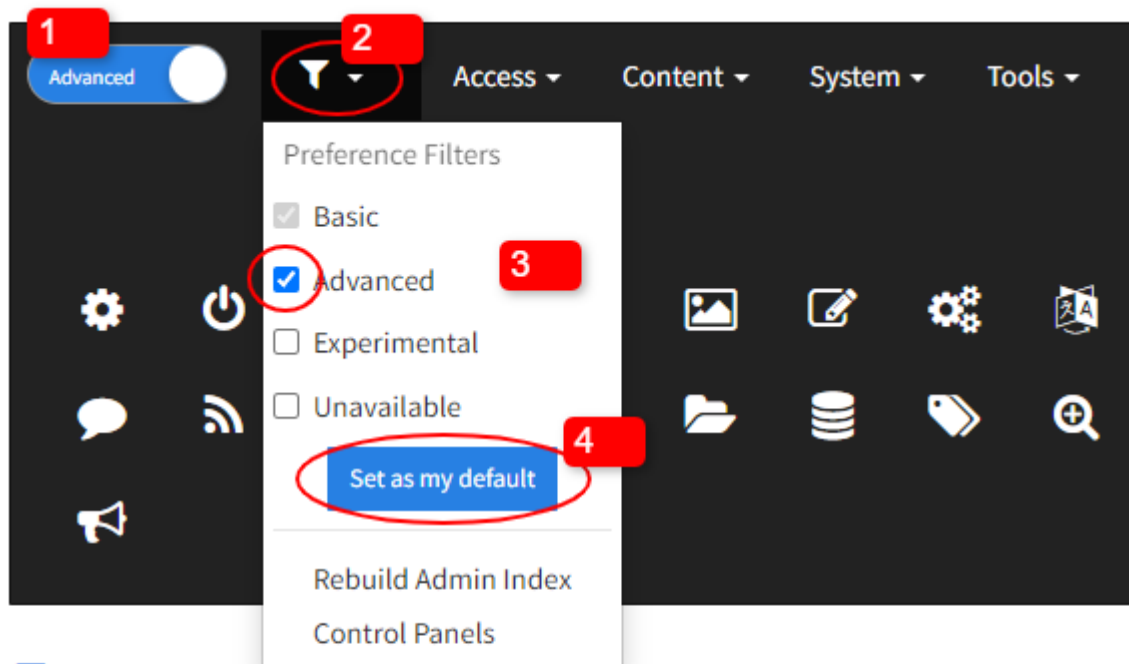 1
2
Advanced
Access
Content
System
Tools
Preference Filters
Basic
Advanced
3
Experimental
Unavailable
4
Set as my default
Rebuild Admin Index
Control Panels